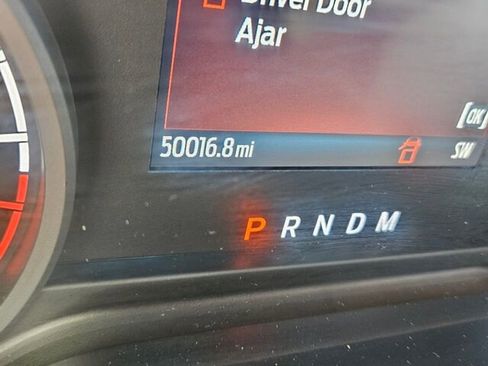 Driver Door
Ajar
[OK]
50016.8 mi SW
P R N D M